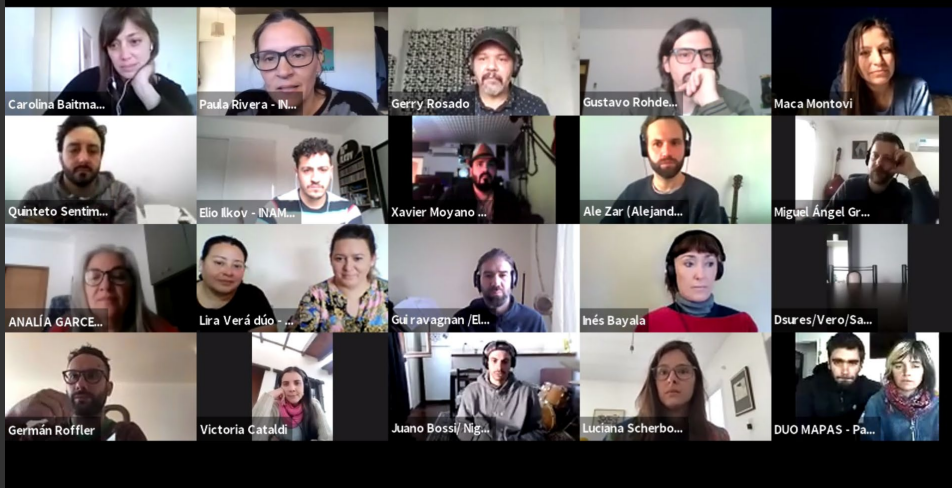 Carolina Baitma...
Paula Rivera - IN...
Gerry Rosado
Gustavo Rohde...
Maca Montovi
Quinteto Sentim...
Elio Ilkov - INAM...
Xavier Moyano ...
Ale Zar (Alejand...
Miguel Ángel Gr...
ANALÍA GARCE...
Lira Verá dúo - ...
Gui ravagnan /El...
Inés Bayala
Dsures/Vero/Sa...
Germán Roffler
Victoria Cataldi
Juano Bossi/ Nig...
Luciana Scherbo...
DUO MAPAS - Pa...